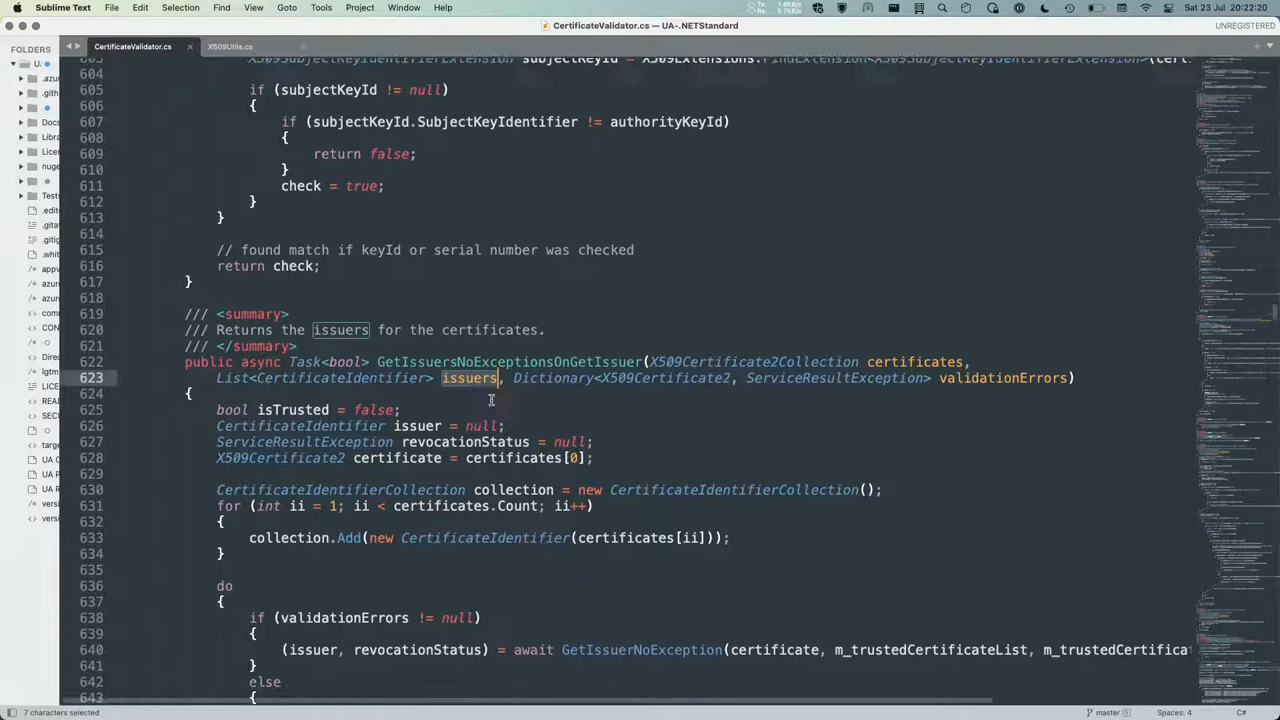 Sublime Text File Edit Selection Find View Goto Tools Project Window Help
Tx: 1.6KB/s
Rx: 6.7KB/s
Sat 23 Jul 20:22:20
CertificateValidator.cs — UA-.NETStandard
UNREGISTERED
FOLDERS
CertificateValidator.cs
X509Utils.cs
604
605 if (subjectKeyId != null)
606 {
607 if (subjectKeyId.SubjectKeyIdentifier != authorityKeyId)
608 {
609 return false;
610 }
611 check = true;
612 }
613 }
614
615 // found match if keyId or serial number was checked
616 return check;
617 }
618
619 /// <summary>
620 /// Returns the issuers for the certificates.
621 /// </summary>
622 public async Task GetIssuersNoExceptionsOnGetIssuer(X509Certificate2Collection certificates,
623 issuers Certificate2, ServiceResultException> validationErrors)
624 {
625 bool isTrusted = false;
626 CertificateIdentifier issuer = null;
627 ServiceResultException revocationStatus = null;
628 X509Certificate2 certificate = certificates[0];
629
630 CertificateIdentifierCollection collection = new CertificateIdentifierCollection();
631 for (int ii = < certificates ii++)
632 {
633 collection.Add(new CertificateIdentifier(certificates[ii]));
634 }
635
636 do
637 {
638 if (validationErrors != null)
639 {
640 (issuer, revocationStatus) = await GetIssuerNoException(certificate, m_trustedCertificateList, m_trustedCertifica
641 }
642 else
643 {
7 characters selected
master 5
Spaces: 4
C#